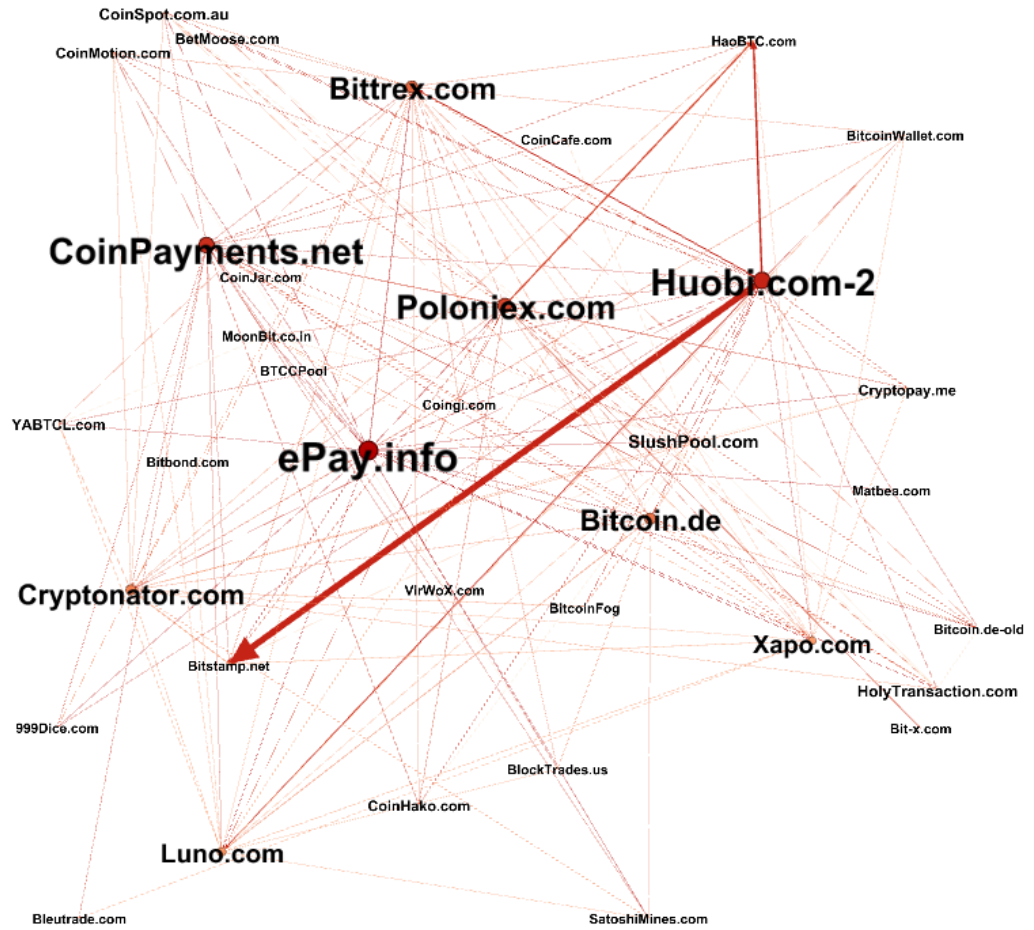 CoinSpot.com.au
BetMoose.com
HaoBTC.com
CoinMotion.com
Bittrex.com
CoinCafe.com
BitcoinWallet.com
CoinPayments.net
CoinJar.com
Huobi.com-2
Poloniex.com
MoonBit.co.in
BTCCPool
Cryptopay.me
Coingi.com
YABTCL.com
SlushPool.com
ePay.info
Bitbond.com
Matbea.com
Bitcoin.de
Cryptonator.com
VirWoX.com
BitcoinFog
Bitcoin.de-old
Xapo.com
Bitstamp.net
HolyTransaction.com
999Dice.com
Bit-x.com
BlockTrades.us
CoinHako.com
Luno.com
Bleutrade.com
SatoshiMines.com